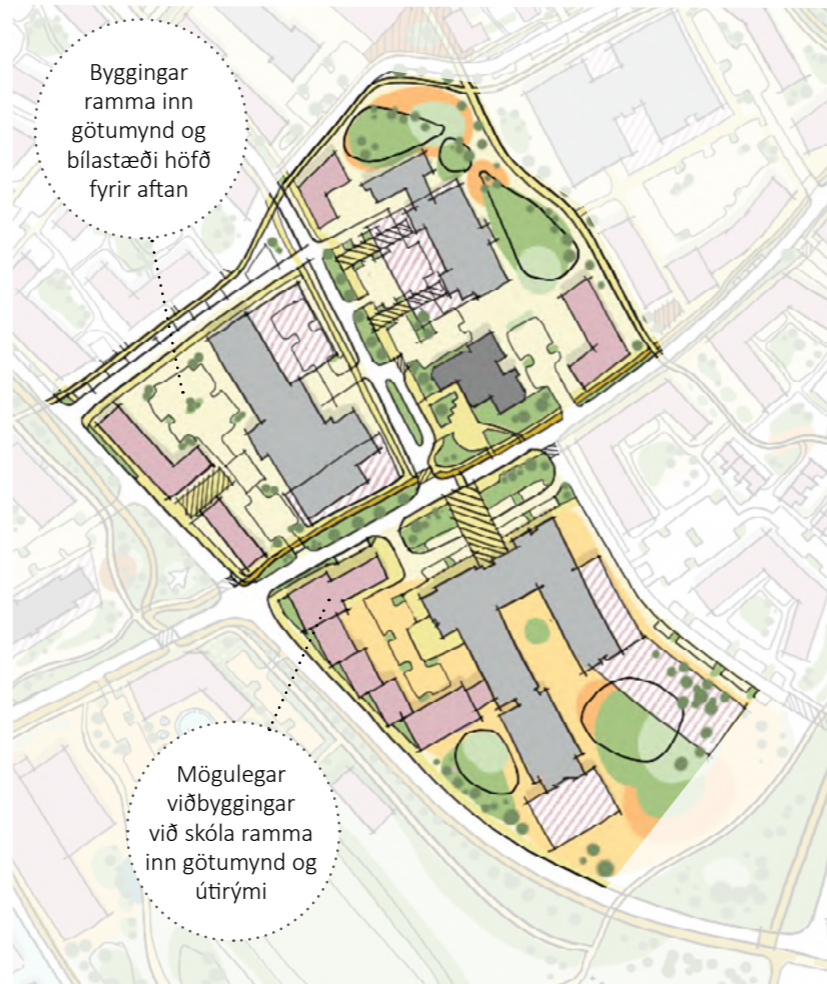 Byggingar
ramma inn
götumynd og
bílastæði höfð
fyrir aftan
Mögulegar
viðbyggingar
við skóla ramma
inn götumynd og
útirými